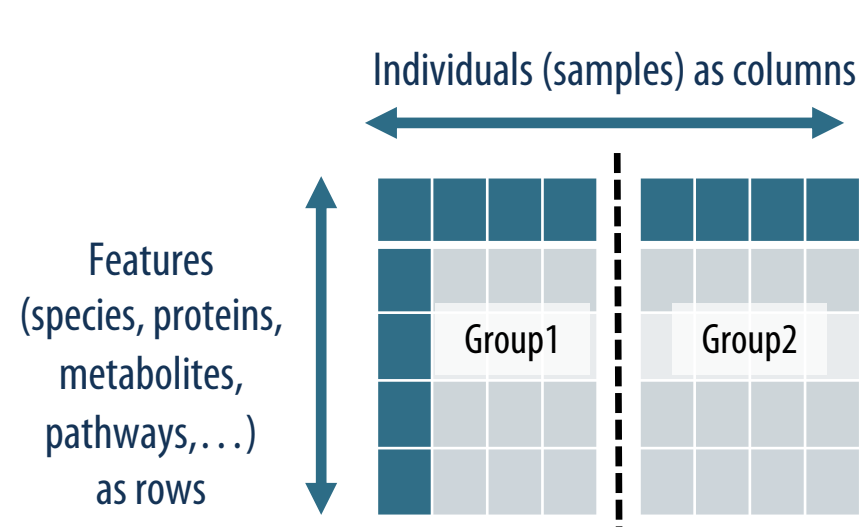 Individuals (samples) as columns
Features
(species, proteins,
metabolites,
pathways,...)
as rows
Group1
Group2